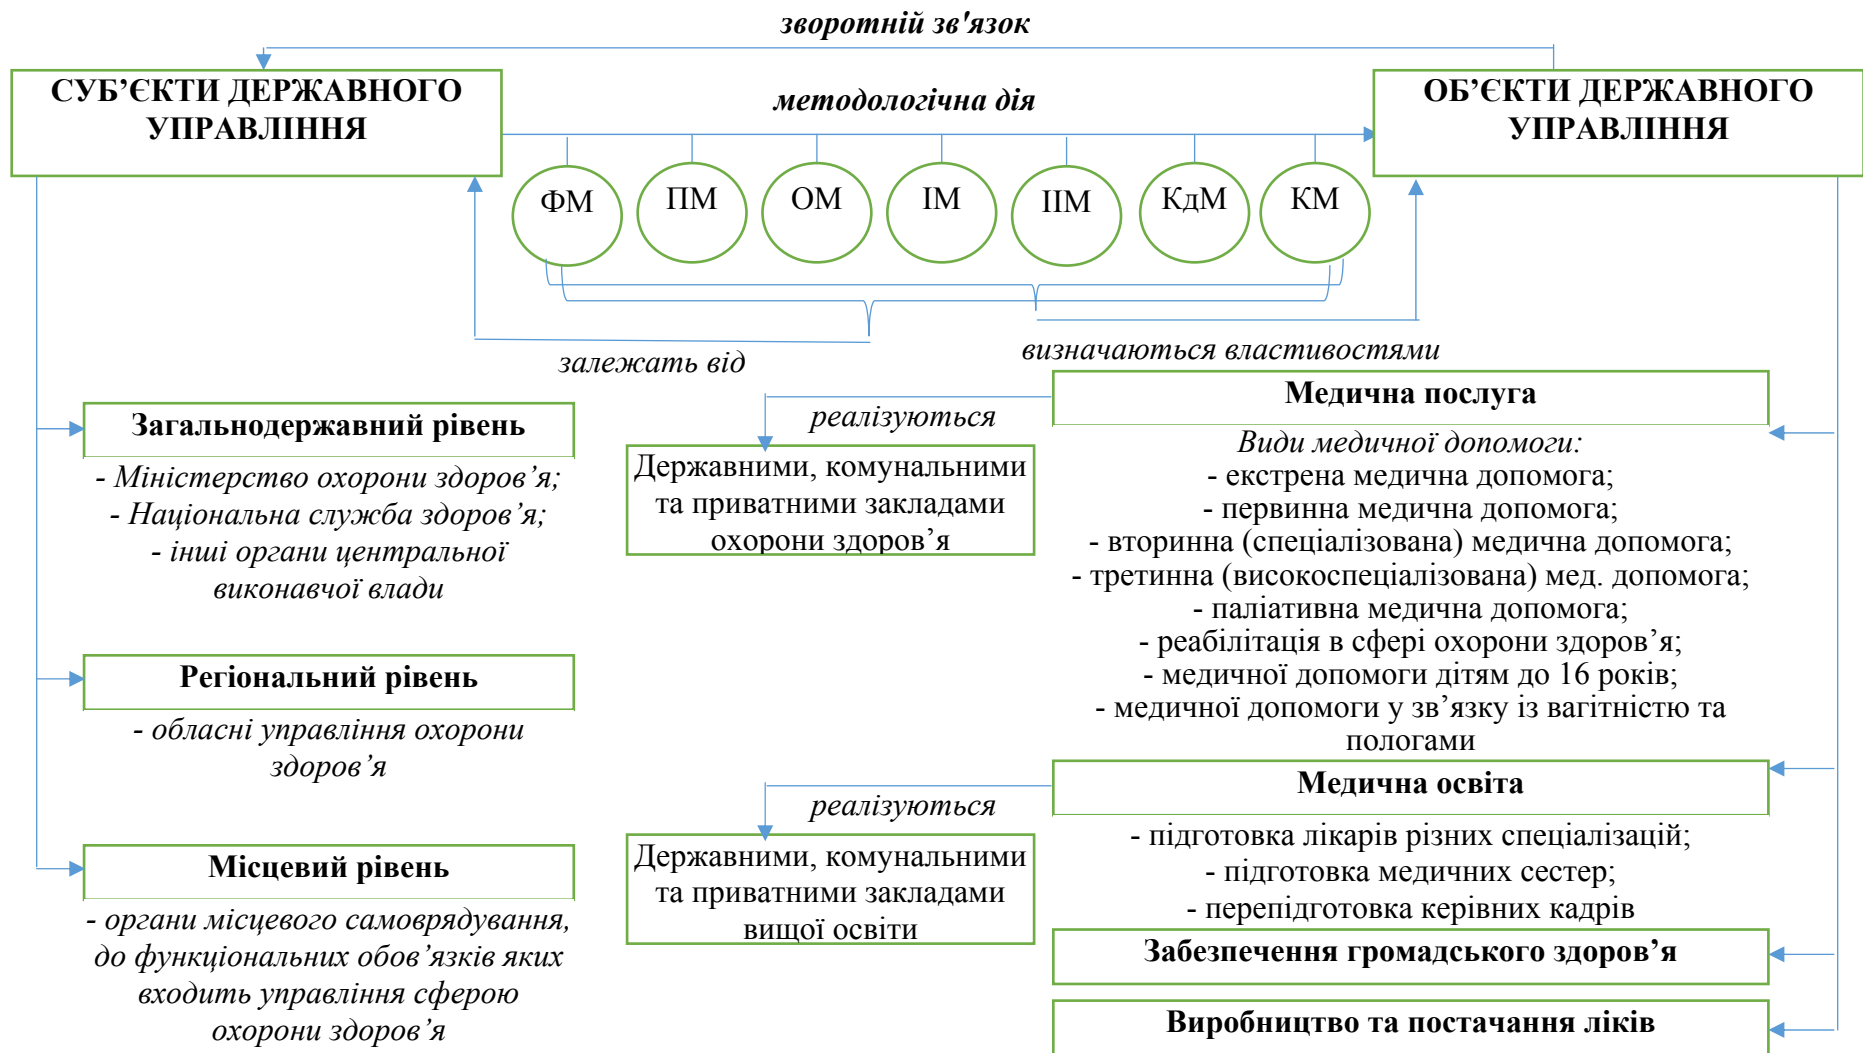 зворотній зв'язок
СУБ’ЄКТИ ДЕРЖАВНОГО
УПРАВЛІННЯ
методологічна дія
ОБ’ЄКТИ ДЕРЖАВНОГО
УПРАВЛІННЯ
ФМ
ПМ
ОМ
ІМ
ІІМ
КдМ
КМ
залежать від
визначаються властивостями
Загальнодержавний рівень
- Міністерство охорони здоров’я;
- Національна служба здоров’я;
- інші органи центральної
виконавчої влади
Регіональний рівень
- обласні управління охорони
здоров’я
Місцевий рівень
- органи місцевого самоврядування,
до функціональних обов’язків яких
входить управління сферою
охорони здоров’я
реалізуються
Державними, комунальними
та приватними закладами
охорони здоров’я
Медична послуга
Види медичної допомоги:
- екстрена медична допомога;
- первинна медична допомога;
- вторинна (спеціалізована) медична допомога;
- третинна (високоспеціалізована) мед. допомога;
- паліативна медична допомога;
- реабілітація в сфері охорони здоров’я;
- медичної допомоги дітям до 16 років;
- медичної допомоги у зв’язку із вагітністю та
пологами
реалізуються
Державними, комунальними
та приватними закладами
вищої освіти
Медична освіта
- підготовка лікарів різних спеціалізацій;
- підготовка медичних сестер;
- перепідготовка керівних кадрів
Забезпечення громадського здоров’я
Виробництво та постачання ліків